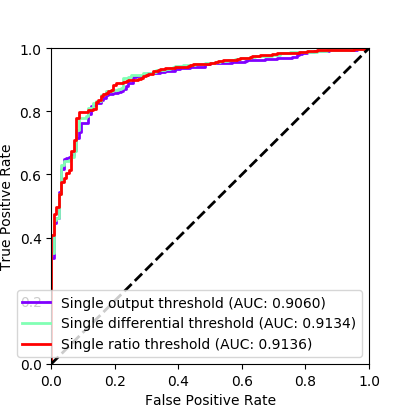 1.0
0.8
0.6
0.4
0.2
0.0
True Positive Rate
Single output threshold (AUC: 0.9060)
Single differential threshold (AUC: 0.9134)
Single ratio threshold (AUC: 0.9136)
0.0 0.2 0.4 0.6 0.8 1.0
False Positive Rate